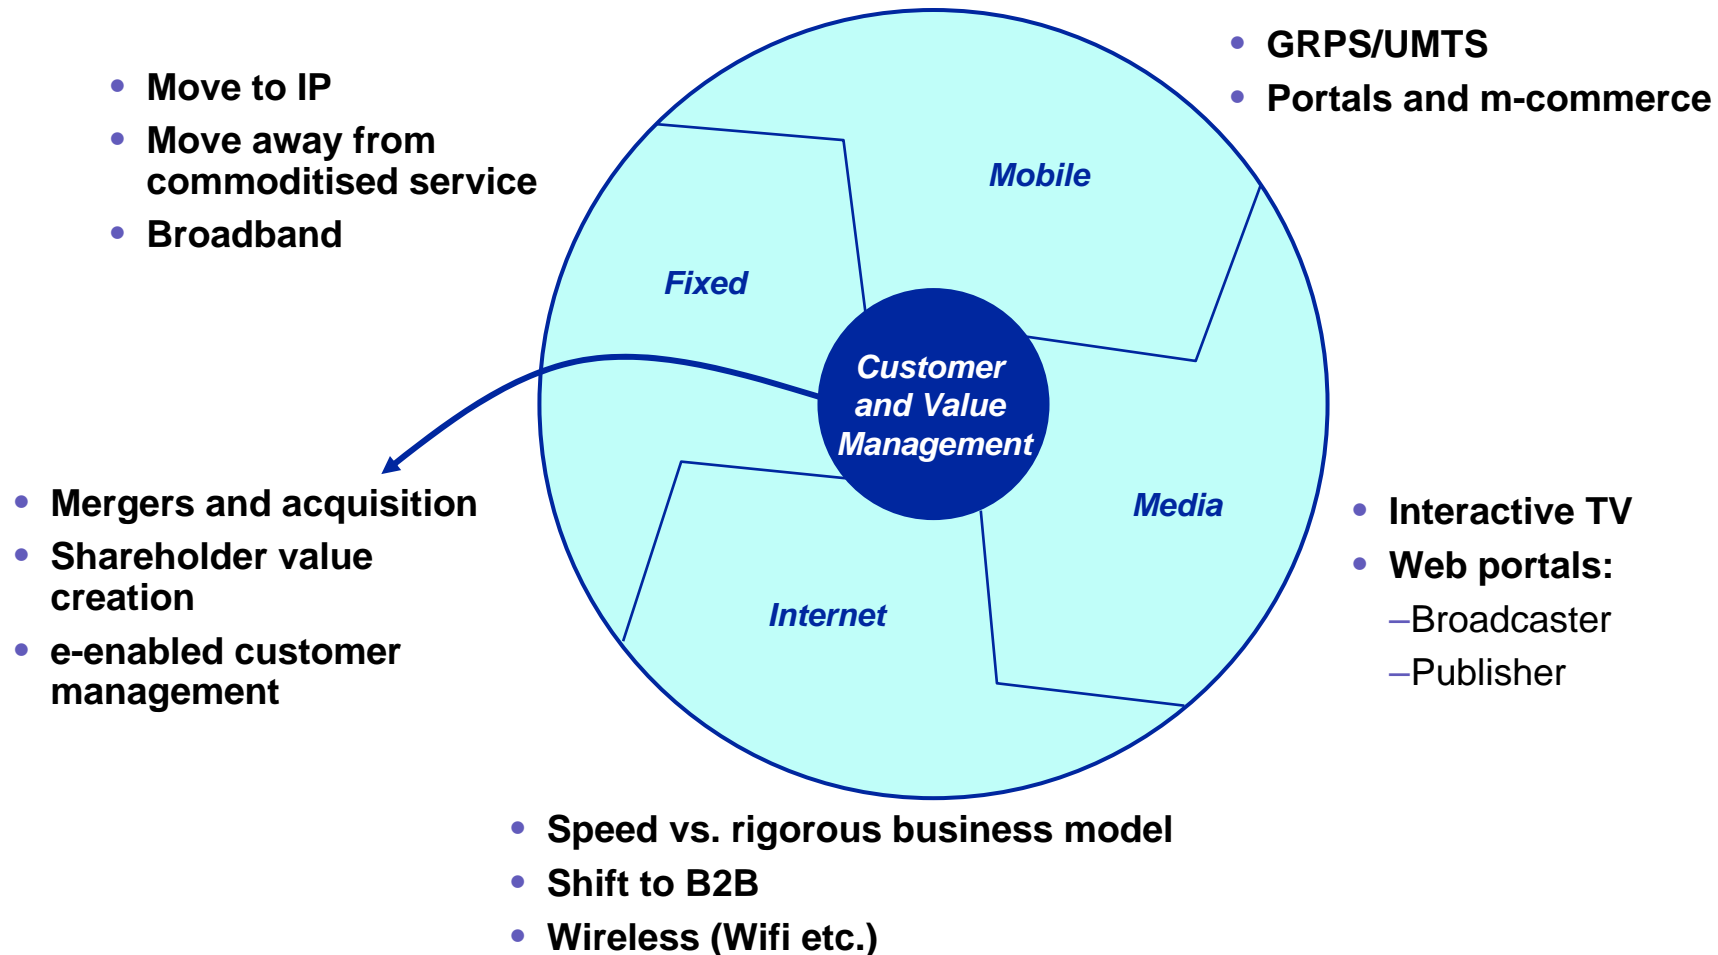 • GRPS/UMTS
• Portals and m-commerce
• Move to IP
• Move away from
commoditised service
• Broadband
Mobile
Fixed
Customer
and Value
Management
Media
Internet
• Mergers and acquisition
• Shareholder value
creation
• e-enabled customer
management
• Interactive TV
• Web portals:
–Broadcaster
–Publisher
• Speed vs. rigorous business model
• Shift to B2B
• Wireless (Wifi etc.)